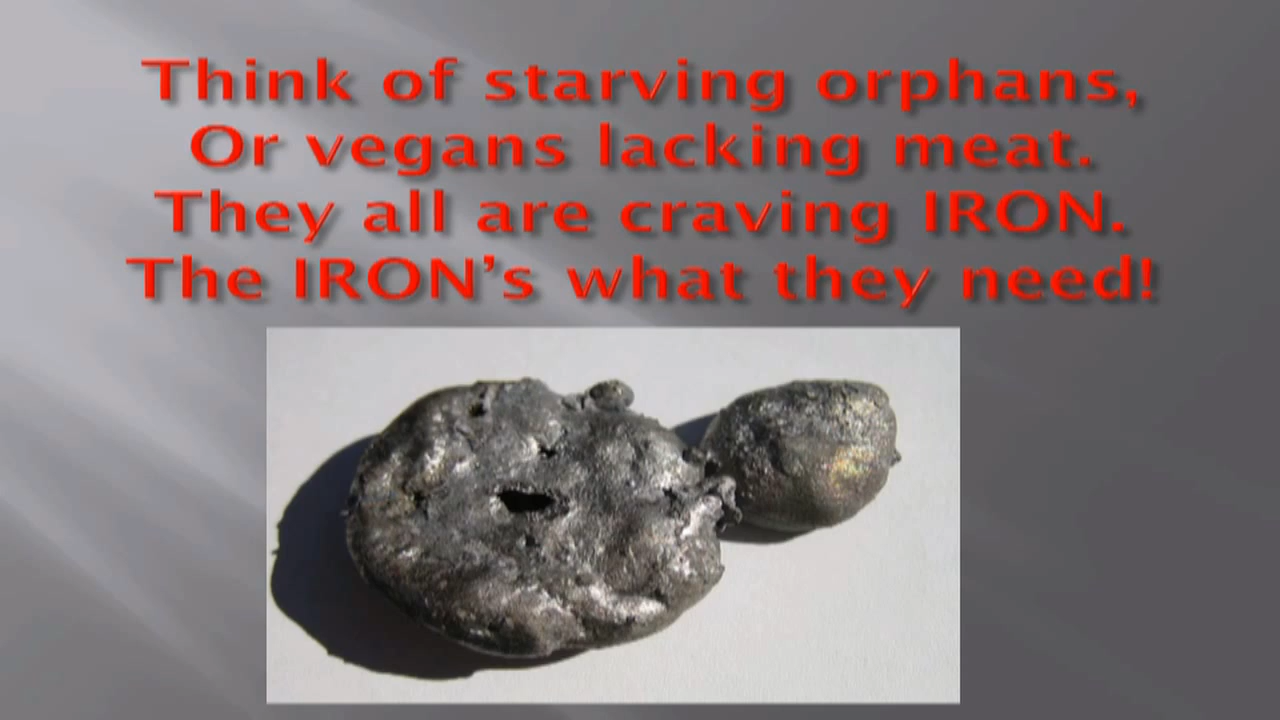 Think of starving orphans,
Or vegans lacking meat.
They all are craving IRON.
The IRON’s what they need!